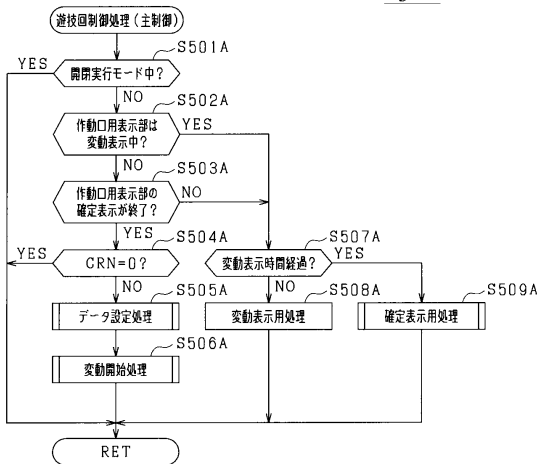 遊技回制御処理(主制御)
S501A
YES
開閉実行モード中?
NO
S502A
作動口用表示部は
変動表示中?
YES
NO
S503A
作動口用表示部の
確定表示が終了?
NO
YES
S504A
YES
CRN=0?
NO
S507A
変動表示時間経過?
YES
NO
S505A
データ設定処理
S508A
変動表示用処理
S509A
確定表示用処理
S506A
変動開始処理
RET